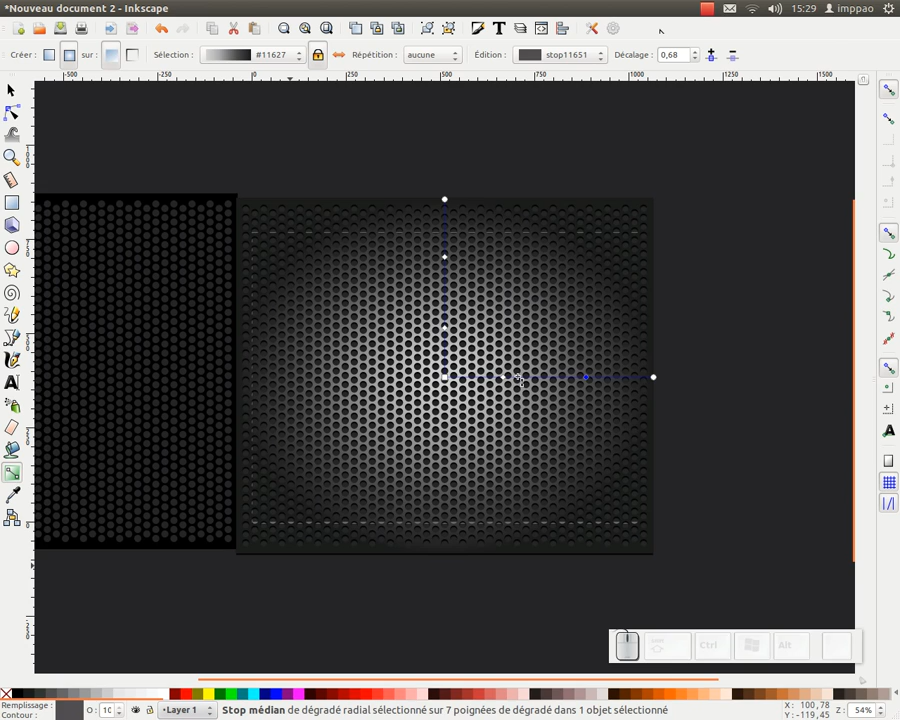 *Nouveau document 2 - Inkscape
15:29 imppao
Créer : sur : Sélection : #11627 Répétition : aucune Édition : stop11651 Décalage : 0,68
-500 -250 0 250 500 750 1000 1250 1500
Ctrl Alt
Remplissage :
Contour :
O : 10
Layer 1
Stop médian de dégradé radial sélectionné sur 7 poignées de dégradé dans 1 objet sélectionné
X : 100,78
Y : -119,45
Z : 54%